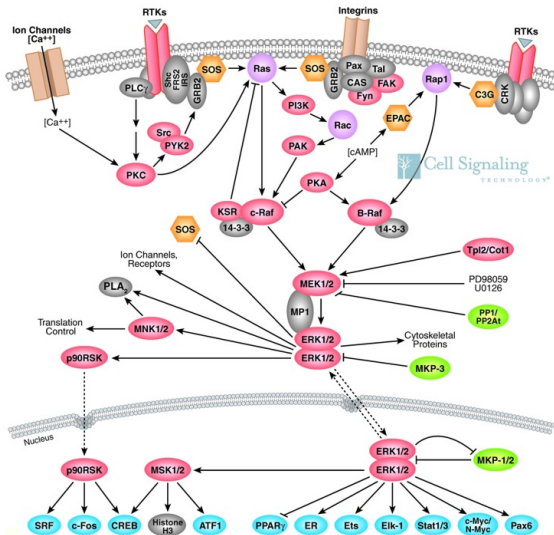 Ion Channels
[Ca++]
RTKs
Integrins
RTKs
PLCγ
Shc
FRS2
IRS
GRB2
SOS
Ras
SOS
GRB2
Pax
Tal
CAS
FAK
Fyn
Rap1
C3G
CRK
[Ca++]
Src
PYK2
PKC
PI3K
Rac
PAK
EPAC
[cAMP]
PKA
Cell Signaling
TECHNOLOGY®
KSR
c-Raf
14-3-3
B-Raf
14-3-3
SOS
Ion Channels,
Receptors
PLA2
Translation
Control
MNK1/2
p90RSK
MEK1/2
MP1
ERK1/2
ERK1/2
Tpl2/Cot1
PD98059
U0126
PP1/
PP2At
Cytoskeletal
Proteins
MKP-3
Nucleus
p90RSK
MSK1/2
ERK1/2
ERK1/2
MKP-1/2
SRF
c-Fos
CREB
Histone
H3
ATF1
PPARγ
ER
Ets
Elk-1
Stat1/3
c-Myc/
N-Myc
Pax6